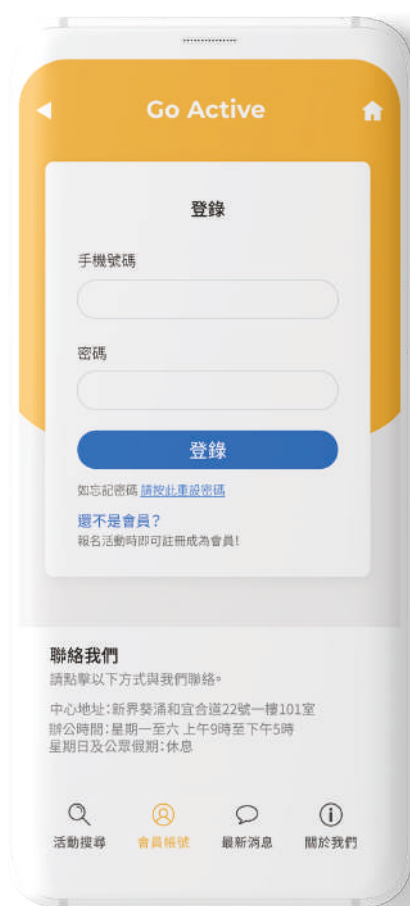 Go Active
登錄
手機號碼
密碼
登錄
如忘記密碼 請按此重設密碼
還不是會員？
報名活動時即可註冊成為會員！
聯絡我們
請點擊以下方式與我們聯絡。
中心地址：新界葵涌和宜合道22號一樓101室
辦公時間：星期一至六 上午9時至下午5時
星期日及公眾假期：休息
活動搜尋 會員帳號 最新消息 關於我們